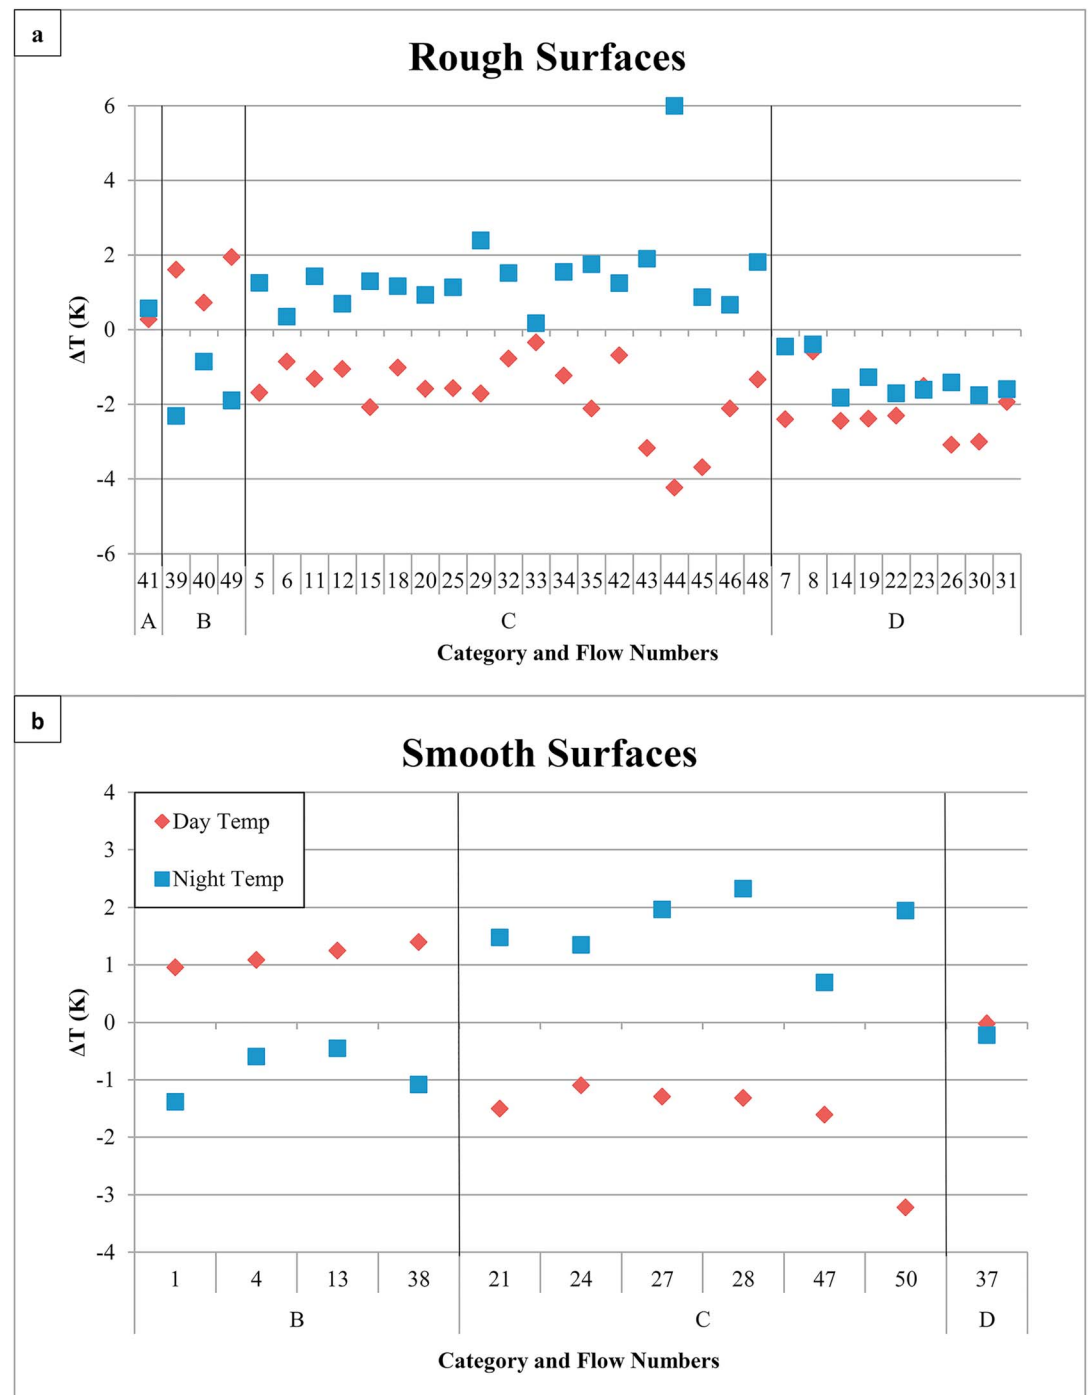 a
Rough Surfaces
6
4
2
0
-2
-4
-6
ΔT (K)
41 39 40 49 5 6 11 12 15 18 20 25 29 32 33 34 35 42 43 44 45 46 48 7 8 14 19 22 23 26 30 31
A B C D
Category and Flow Numbers
b
Smooth Surfaces
Day Temp
Night Temp
4
3
2
1
0
-1
-2
-3
-4
ΔT (K)
1 4 13 38 21 24 27 28 47 50 37
B C D
Category and Flow Numbers